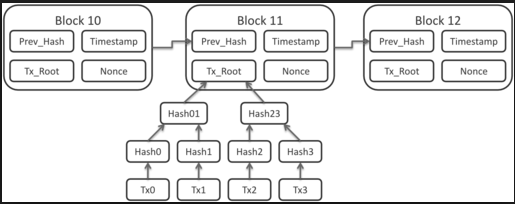 Block 10 Block 11 Block 12
Prev_Hash Timestamp Prev_Hash Timestamp Prev_Hash Timestamp
Tx_Root Nonce Tx_Root Nonce Tx_Root Nonce
Hash01 Hash23
Hash0 Hash1 Hash2 Hash3
Tx0 Tx1 Tx2 Tx3